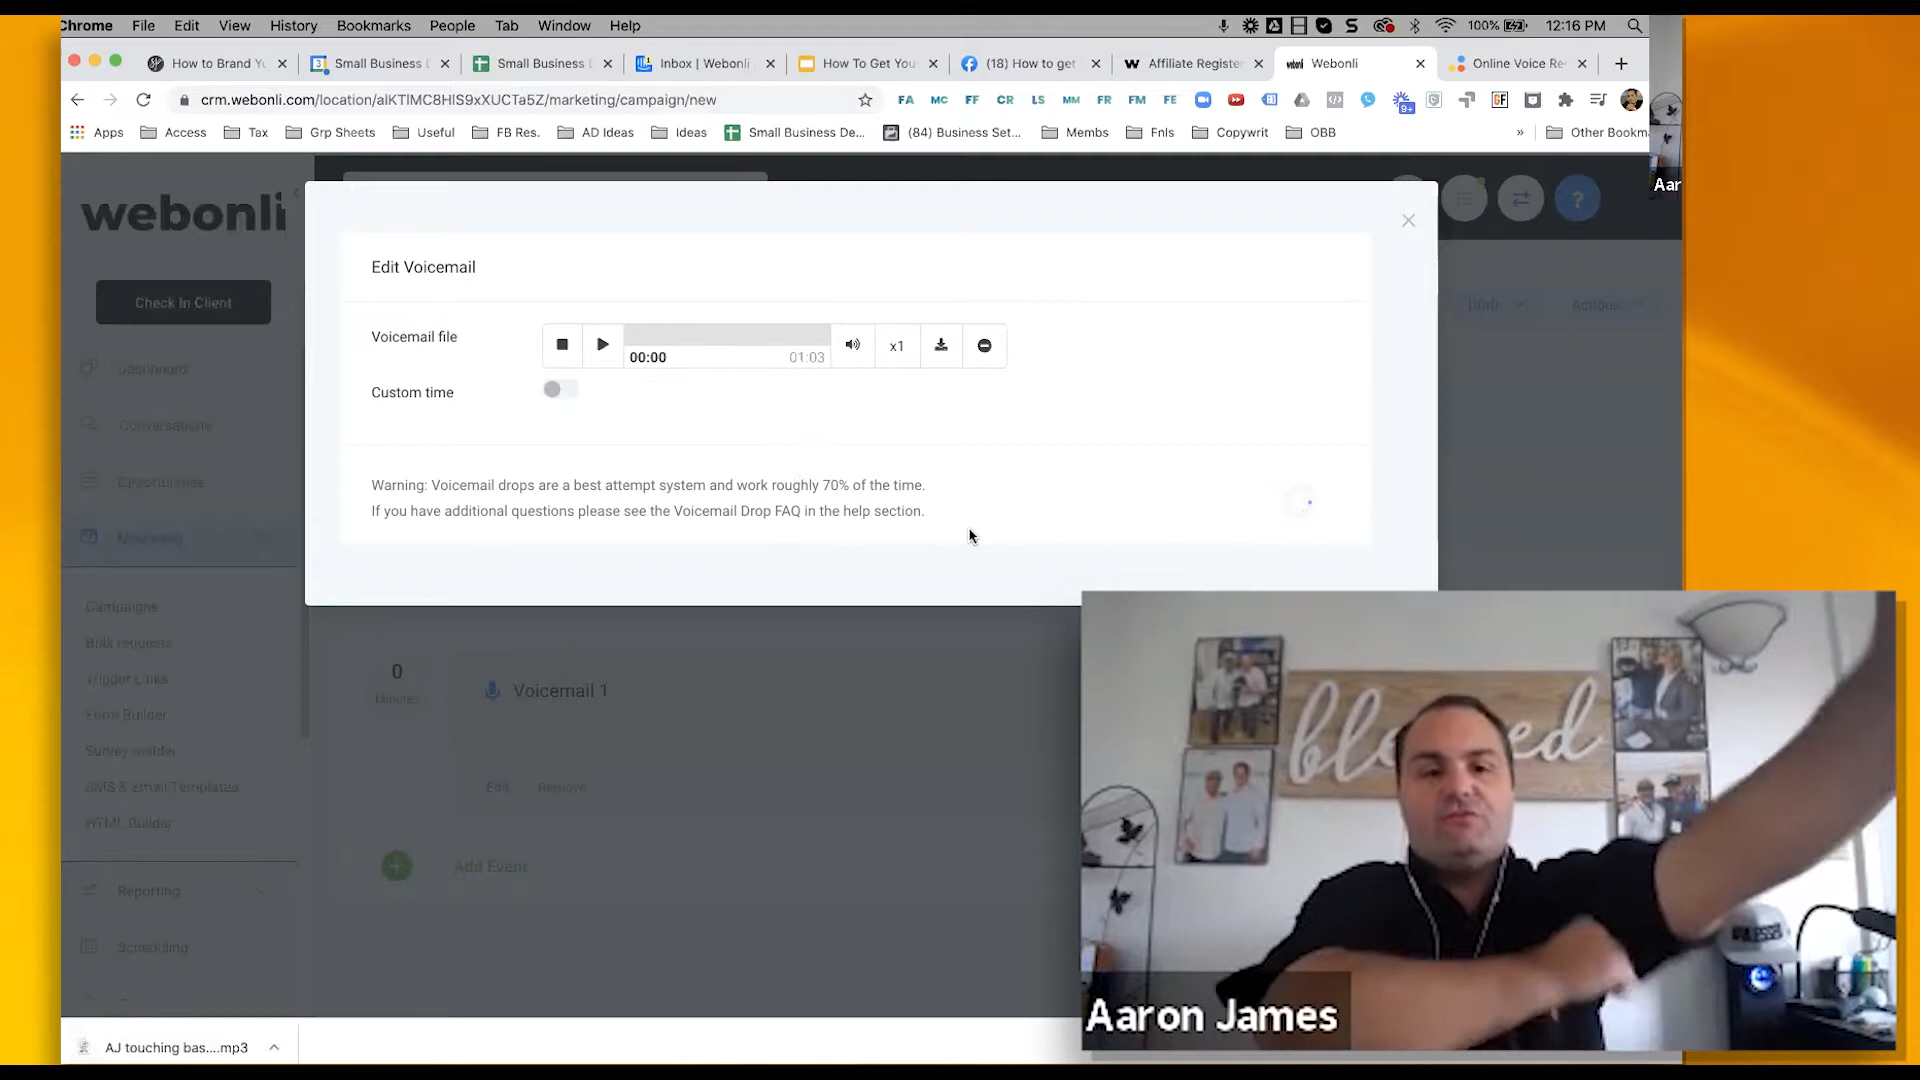 Chrome File Edit View History Bookmarks People Tab Window Help 100% 12:16 PM
How to Brand Yo Small Business D Small Business D Inbox | Webonli How To Get You (18) How to get Affiliate Register webonli Webonli Online Voice Re
crm.webonli.com/location/alKTlMC8HlS9xXUCTa5Z/marketing/campaign/new FA MC FF CR LS MM FR FM FE 9+ GF
Apps Access Tax Grp Sheets Useful FB Res. AD Ideas Ideas Small Business De... (84) Business Set... Membs Fnls Copywrit OBB » Other Bookm
Aar
webonli
?
Edit Voicemail
Check In Client
Draft Actions
Voicemail file 00:00 01:03 x1
Dashboard
Custom time
Conversations
Opportunities
Warning: Voicemail drops are a best attempt system and work roughly 70% of the time.
If you have additional questions please see the Voicemail Drop FAQ in the help section.
Marketing
Campaigns
Bulk requests
Trigger Links
Form Builder
Survey Builder
SMS & Email Templates
HTML Builder
0
Minutes
Voicemail 1
Edit Remove
Add Event
Reporting
Scheduling
blessed
Aaron James
AJ touching bas....mp3